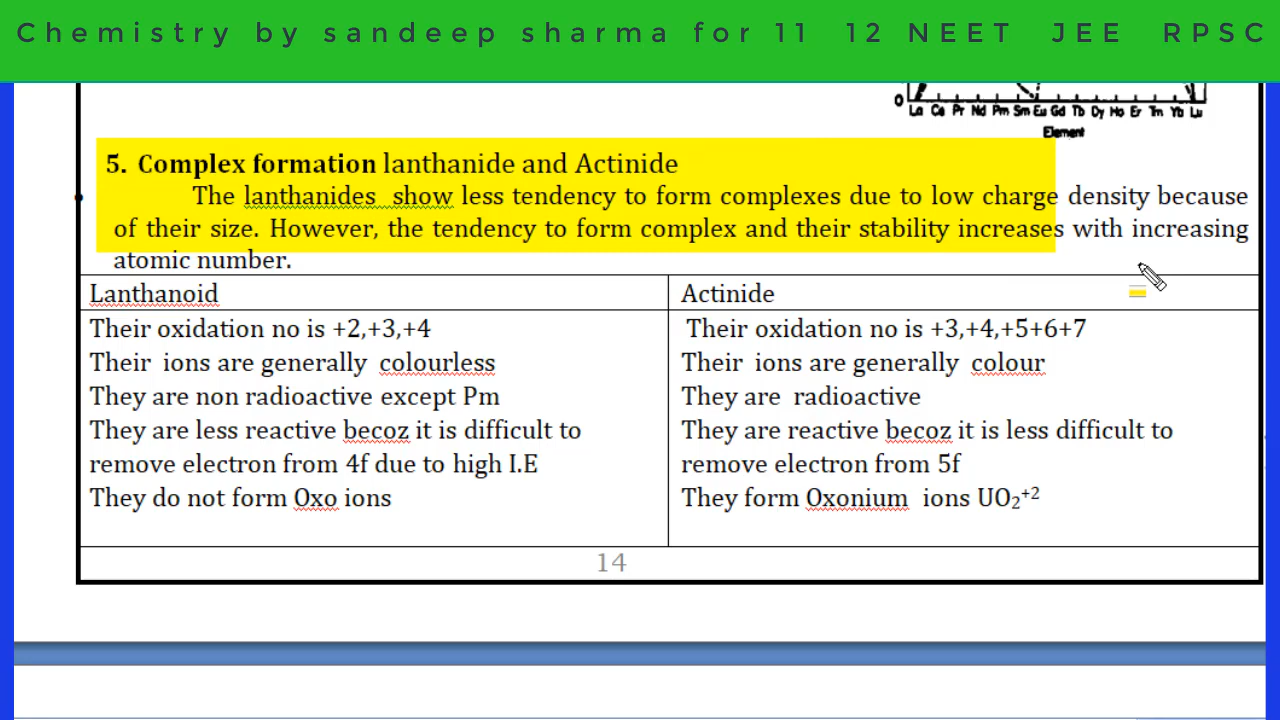 Chemistry by sandeep sharma for 11 12 NEET JEE RPSC
0
La Ce Pr Nd Pm Sm Eu Gd Tb Dy Ho Er Tm Yb Lu
Element
5. Complex formation lanthanide and Actinide
The lanthanides show less tendency to form complexes due to low charge density because
of their size. However, the tendency to form complex and their stability increases with increasing
atomic number.
Lanthanoid
Their oxidation no is +2,+3,+4
Their ions are generally colourless
They are non radioactive except Pm
They are less reactive becoz it is difficult to
remove electron from 4f due to high I.E
They do not form Oxo ions
Actinide
Their oxidation no is +3,+4,+5+6+7
Their ions are generally colour
They are radioactive
They are reactive becoz it is less difficult to
remove electron from 5f
They form Oxonium ions UO₂⁺²
14